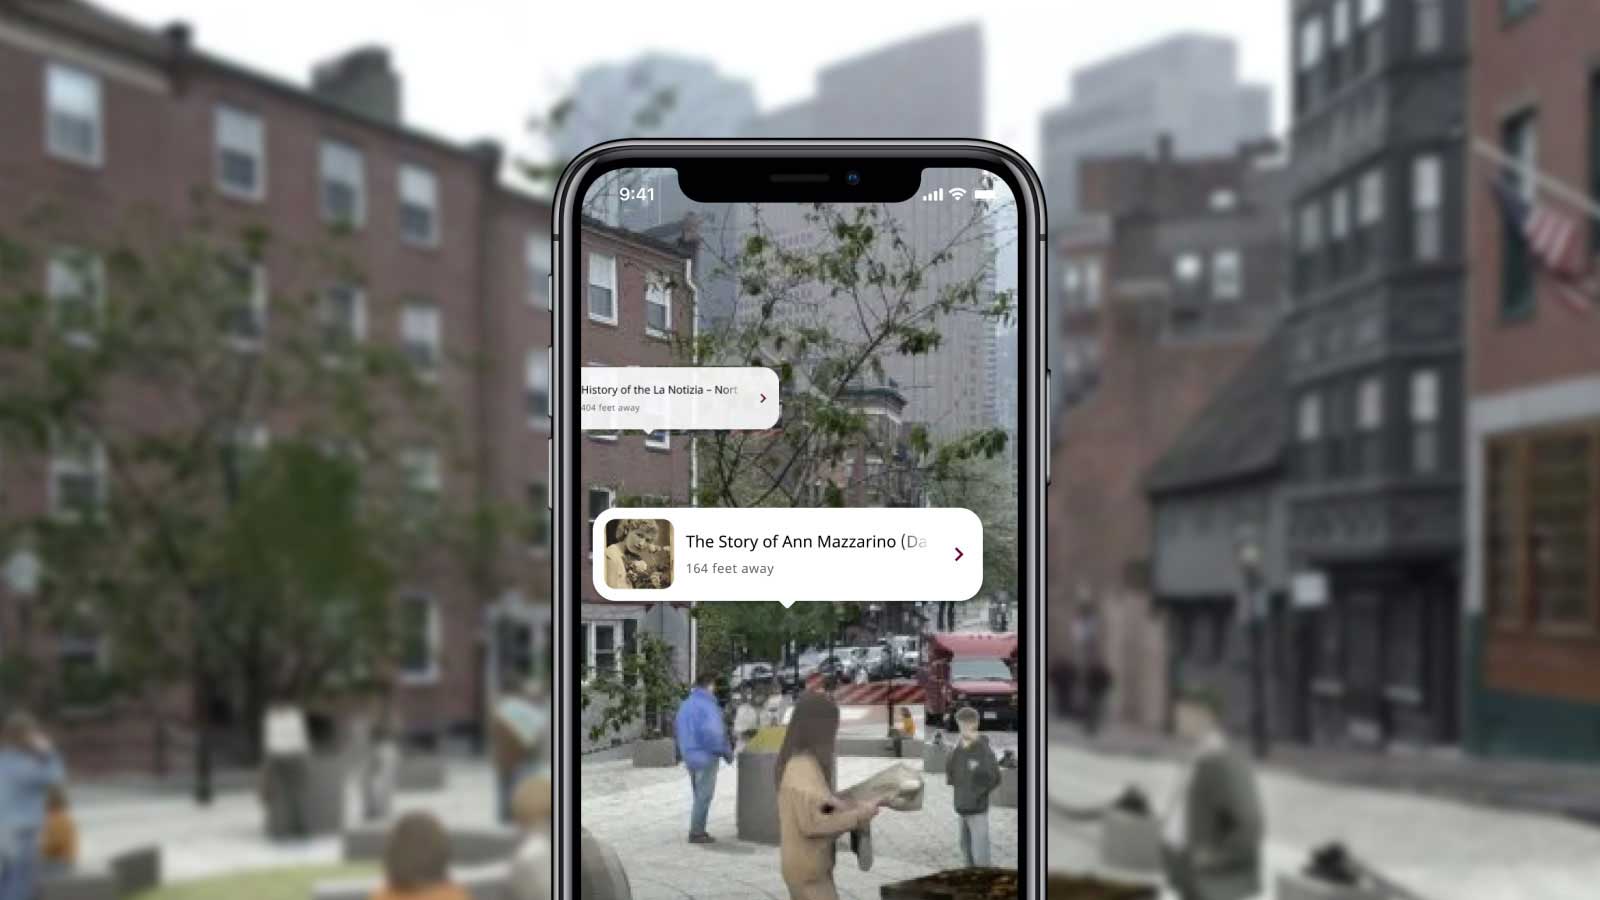 9:41
History of the La Notizia – Nort
404 feet away
The Story of Ann Mazzarino (Da
164 feet away